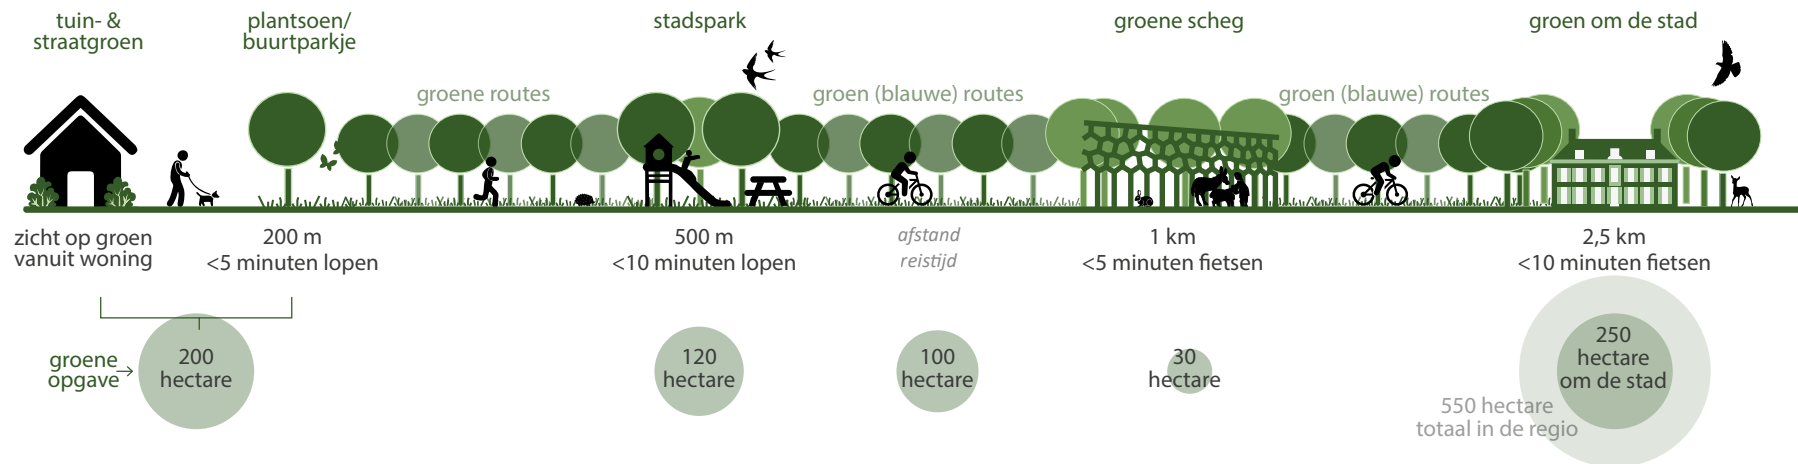 tuin- &
straatgroen
plantsoen/
buurtparkje
stadspark
groene scheg
groen om de stad
groene routes
groen (blauwe) routes
groen (blauwe) routes
zicht op groen
vanuit woning
200 m
<5 minuten lopen
500 m
<10 minuten lopen
afstand
reistijd
1 km
<5 minuten fietsen
2,5 km
<10 minuten fietsen
groene
opgave→
200
hectare
120
hectare
100
hectare
30
hectare
250
hectare
om de stad
550 hectare
totaal in de regio